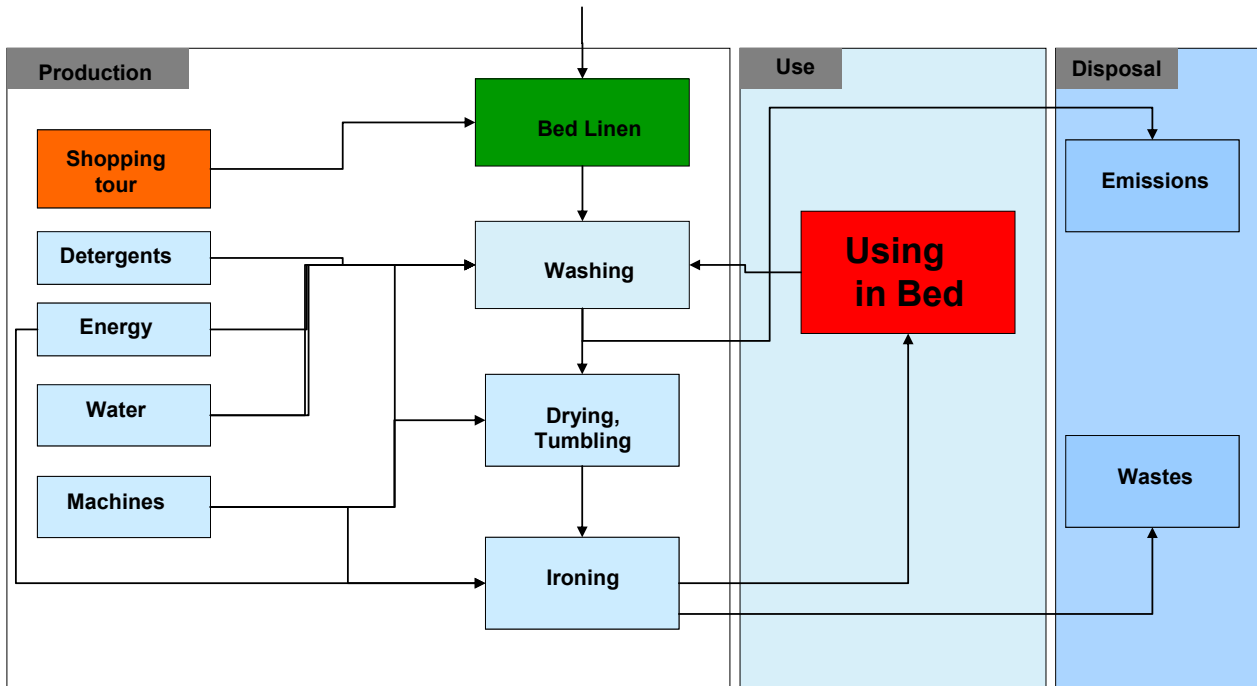 Production
Use
Disposal
Bed Linen
Shopping
tour
Emissions
Detergents
Washing
Using
in Bed
Energy
Water
Drying,
Tumbling
Machines
Wastes
Ironing